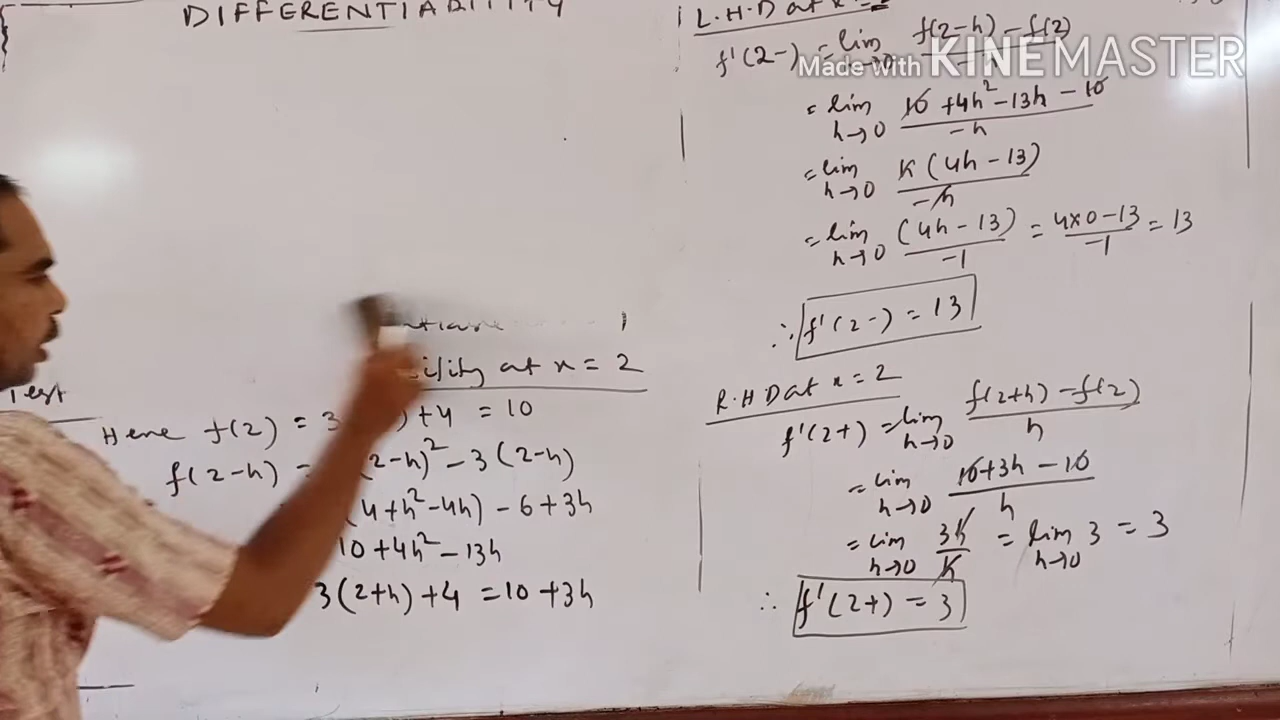 DIFFERENTIABILITY
at x = 2
Test
Here f(2) = 3 ) + 4 = 10
f(2-h) = (2-h)² - 3(2-h)
(4+h²-4h) - 6 + 3h
10 + 4h² - 13h
3(2+h) + 4 = 10 + 3h
L.H.D at x =
f'(2-) = lim h→0 f(2-h) - f(2)
Made with KINEMASTER
= lim h→0 10 + 4h² - 13h - 10 / -h
= lim h→0 h(4h - 13) / -h
= lim h→0 (4h - 13) / -1 = 4×0 - 13 / -1 = 13
∴ f'(2-) = 13
R.H.D at x = 2
f'(2+) = lim h→0 f(2+h) - f(2) / h
= lim h→0 10 + 3h - 10 / h
= lim h→0 3h / h = lim h→0 3 = 3
∴ f'(2+) = 3